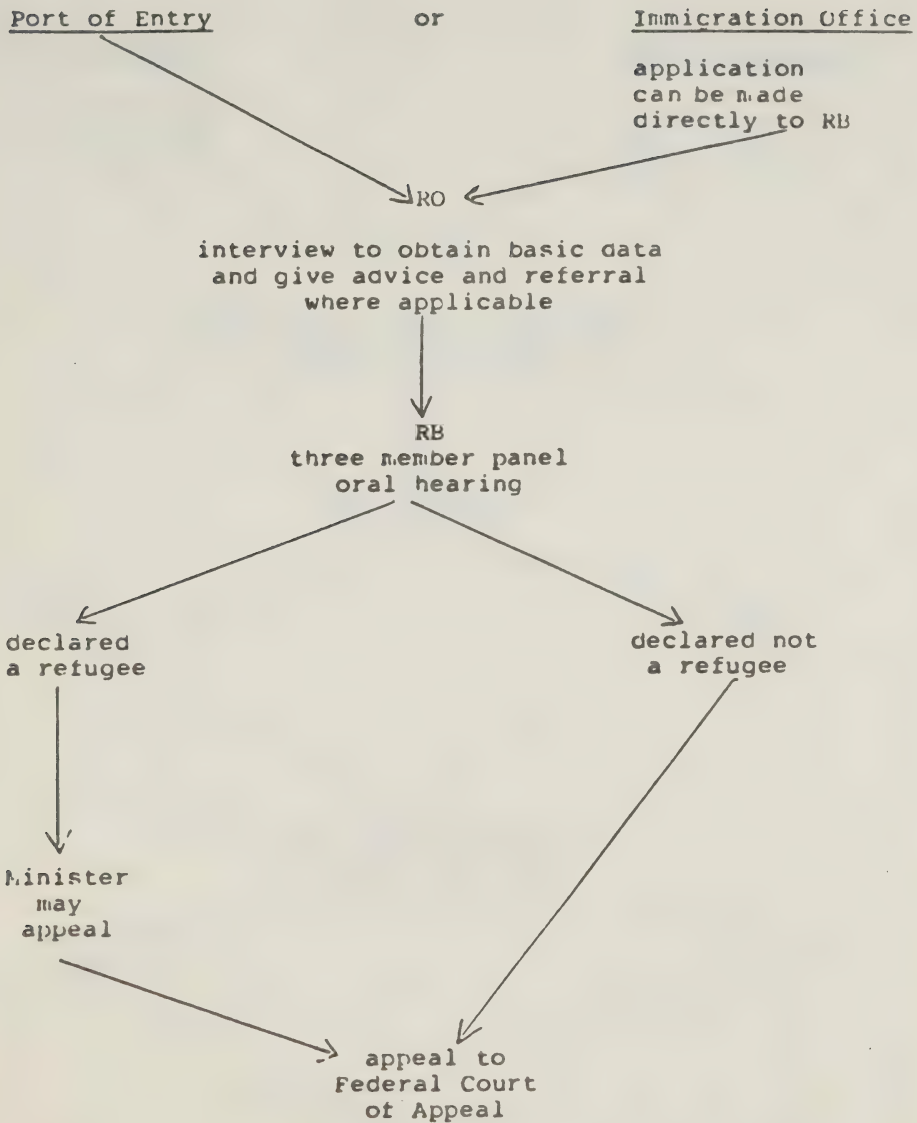 Port of Entry or Immigration Office
application
can be made
directly to RB
RO
interview to obtain basic data
and give advice and referral
where applicable
RB
three member panel
oral hearing
declared
a refugee
declared not
a refugee
Minister
may
appeal
appeal to
Federal Court
of Appeal